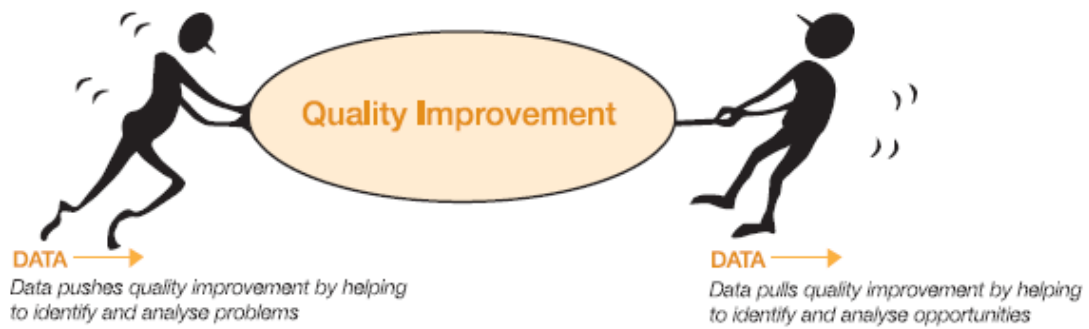 Quality Improvement
DATA
Data pushes quality improvement by helping
to identify and analyse problems
DATA
Data pulls quality improvement by helping
to identify and analyse opportunities